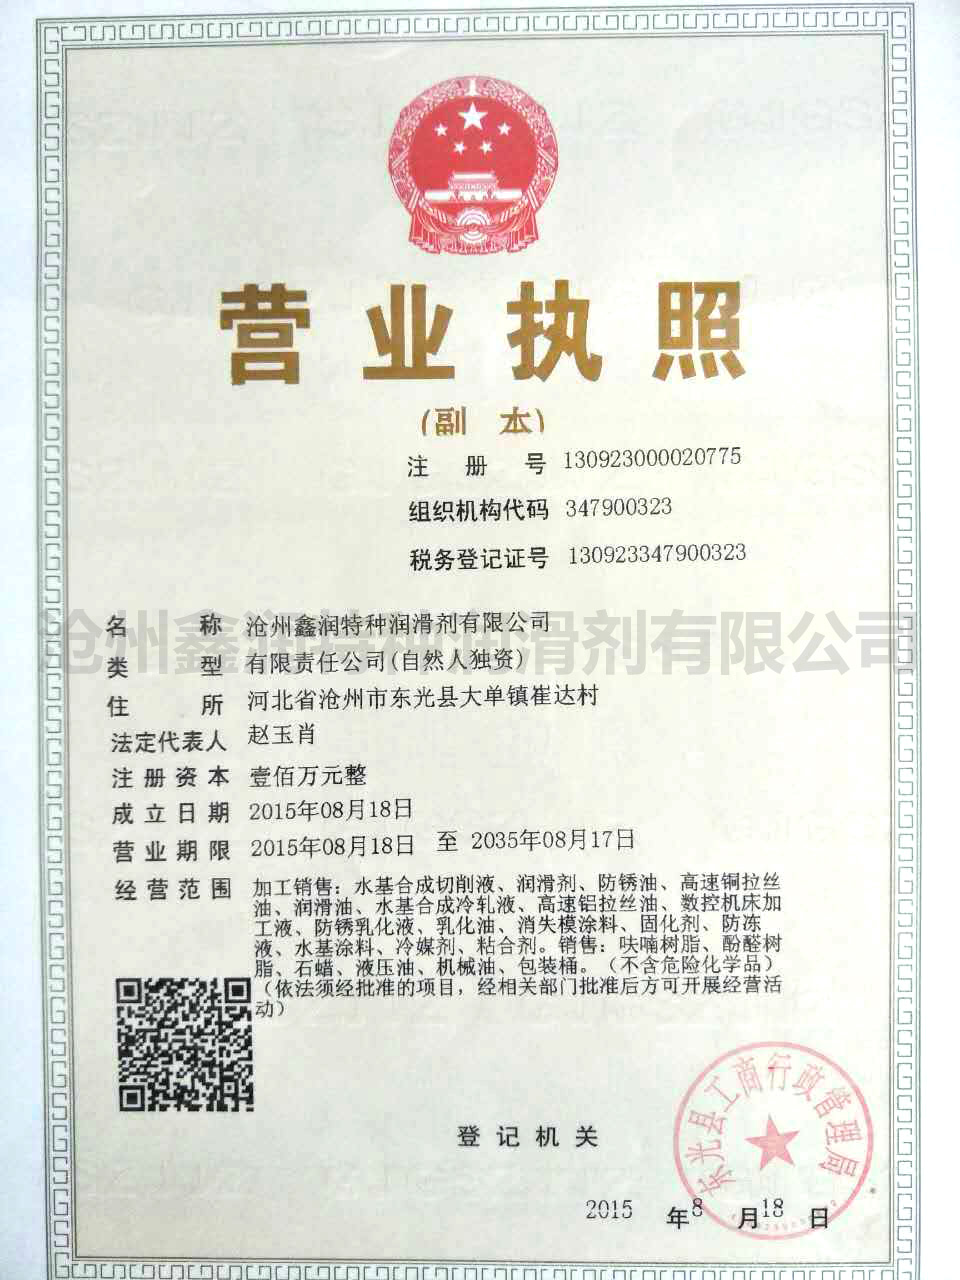 营业执照
(副 本)
注 册 号 130923000020775
组织机构代码 347900323
税务登记证号 130923347900323
沧州鑫润特种润滑剂有限公司
名 称 沧州鑫润特种润滑剂有限公司
类 型 有限责任公司(自然人独资)
住 所 河北省沧州市东光县大单镇崔达村
法定代表人 赵玉肖
注册资本 壹佰万元整
成立日期 2015年08月18日
营业期限 2015年08月18日 至 2035年08月17日
经营范围 加工销售：水基合成切削液、润滑剂、防锈油、高速铜拉丝
油、润滑油、水基合成冷轧液、高速铝拉丝油、数控机床加
工液、防锈乳化液、乳化油、消失模涂料、固化剂、防冻
液、水基涂料、冷媒剂、粘合剂。销售：呋喃树脂、酚醛树
脂、石蜡、液压油、机械油、包装桶。（不含危险化学品）
（依法须经批准的项目，经相关部门批准后方可开展经营活
动）
东光县工商行政管理局
登记机关
2015 年8 月18 日